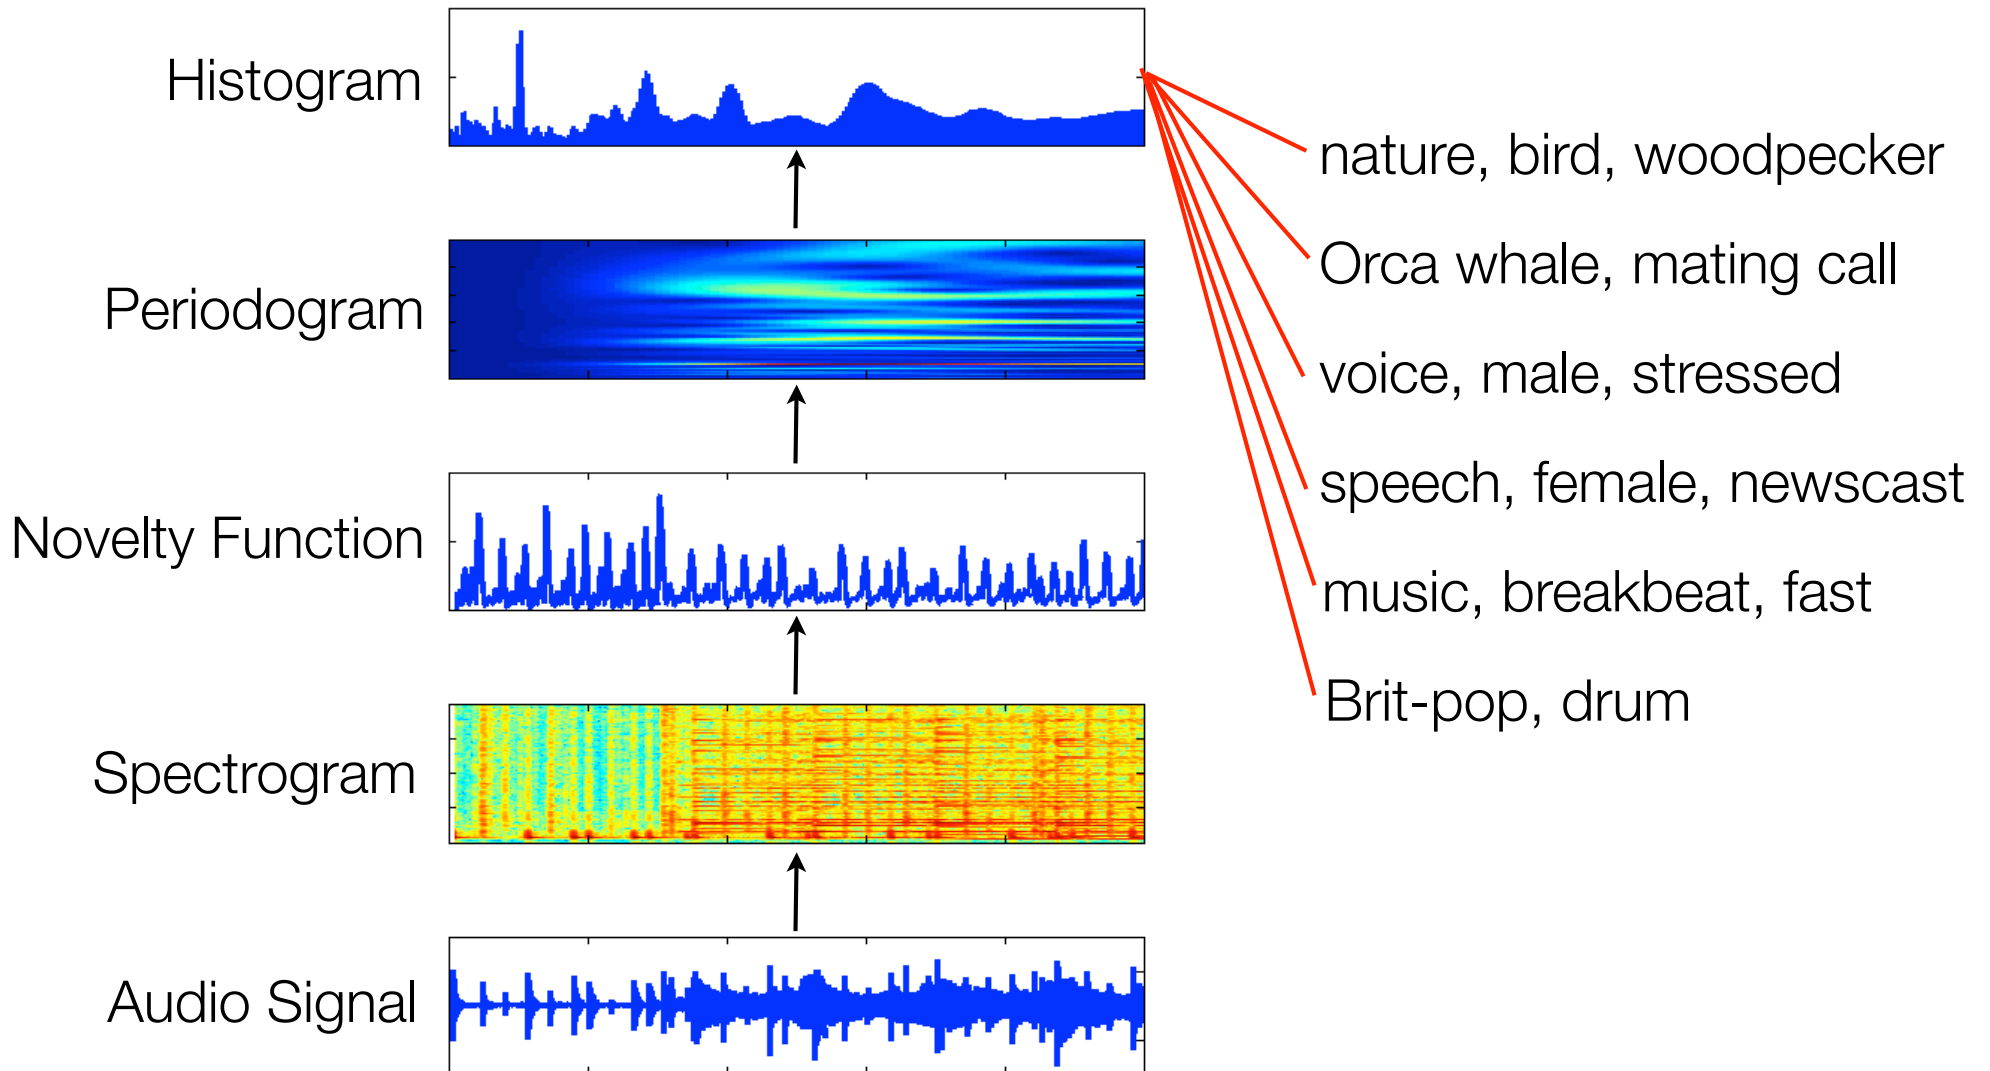 Histogram
Periodogram
Novelty Function
Spectrogram
Audio Signal
nature, bird, woodpecker
Orca whale, mating call
voice, male, stressed
speech, female, newscast
music, breakbeat, fast
Brit-pop, drum